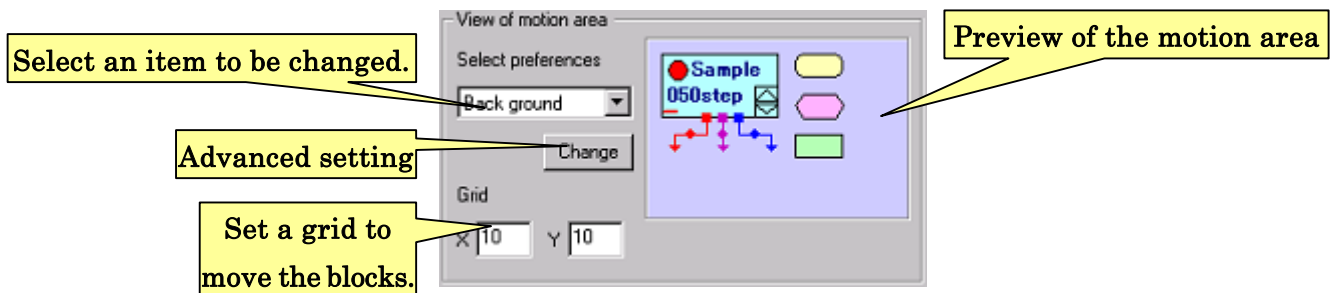 View of motion area
Select an item to be changed.
Select preferences
Back ground
Advanced setting
Change
Grid
Set a grid to
move the blocks.
X 10 Y 10
Sample
050step
Preview of the motion area